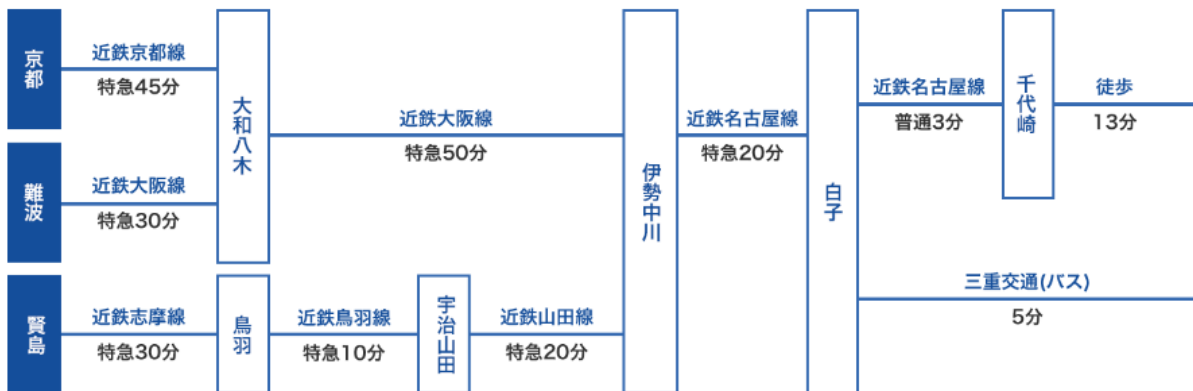 京都
近鉄京都線
特急45分
難波
近鉄大阪線
特急30分
大和八木
近鉄大阪線
特急50分
賢島
近鉄志摩線
特急30分
鳥羽
近鉄鳥羽線
特急10分
宇治山田
近鉄山田線
特急20分
伊勢中川
近鉄名古屋線
特急20分
白子
近鉄名古屋線
普通3分
千代崎
徒歩
13分
三重交通(バス)
5分